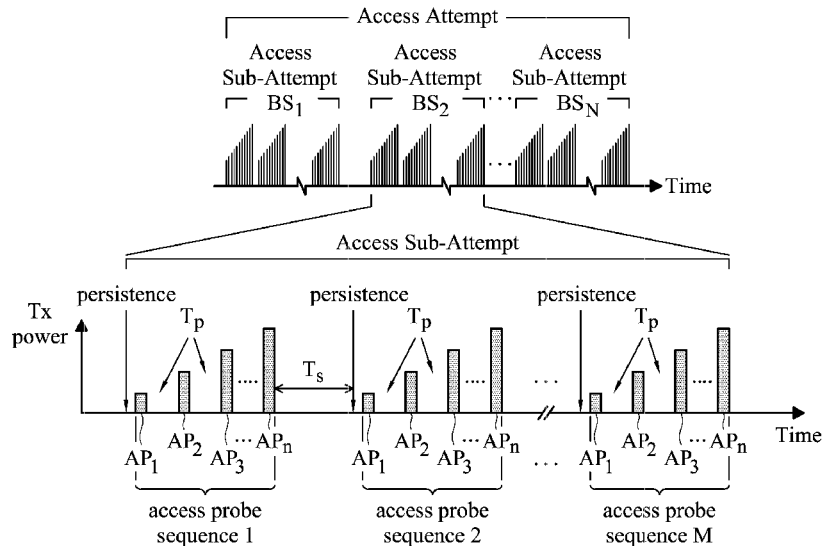 Access Attempt
Access Sub-Attempt BS1
Access Sub-Attempt BS2
...
Access Sub-Attempt BSN
...
Time
Access Sub-Attempt
persistence
persistence
persistence
Tx power
Tp
Tp
Tp
Ts
....
....
...
....
Time
AP1
AP2
AP3
...
APn
AP1
AP2
AP3
...
APn
...
AP1
AP2
AP3
...
APn
access probe sequence 1
access probe sequence 2
access probe sequence M